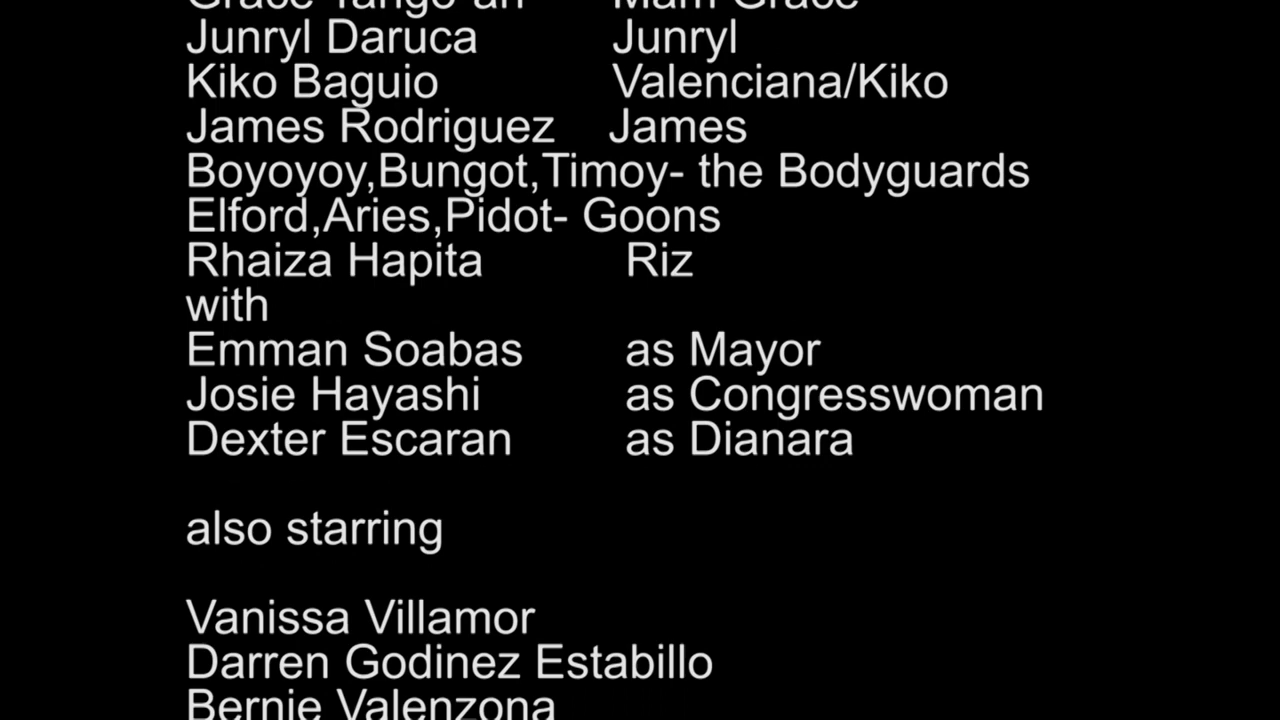 Grace Tango-an Mam Grace
Junryl Daruca Junryl
Kiko Baguio Valenciana/Kiko
James Rodriguez James
Boyoyoy,Bungot,Timoy- the Bodyguards
Elford,Aries,Pidot- Goons
Rhaiza Hapita Riz
with
Emman Soabas as Mayor
Josie Hayashi as Congresswoman
Dexter Escaran as Dianara
also starring
Vanissa Villamor
Darren Godinez Estabillo
Bernie Valenzona